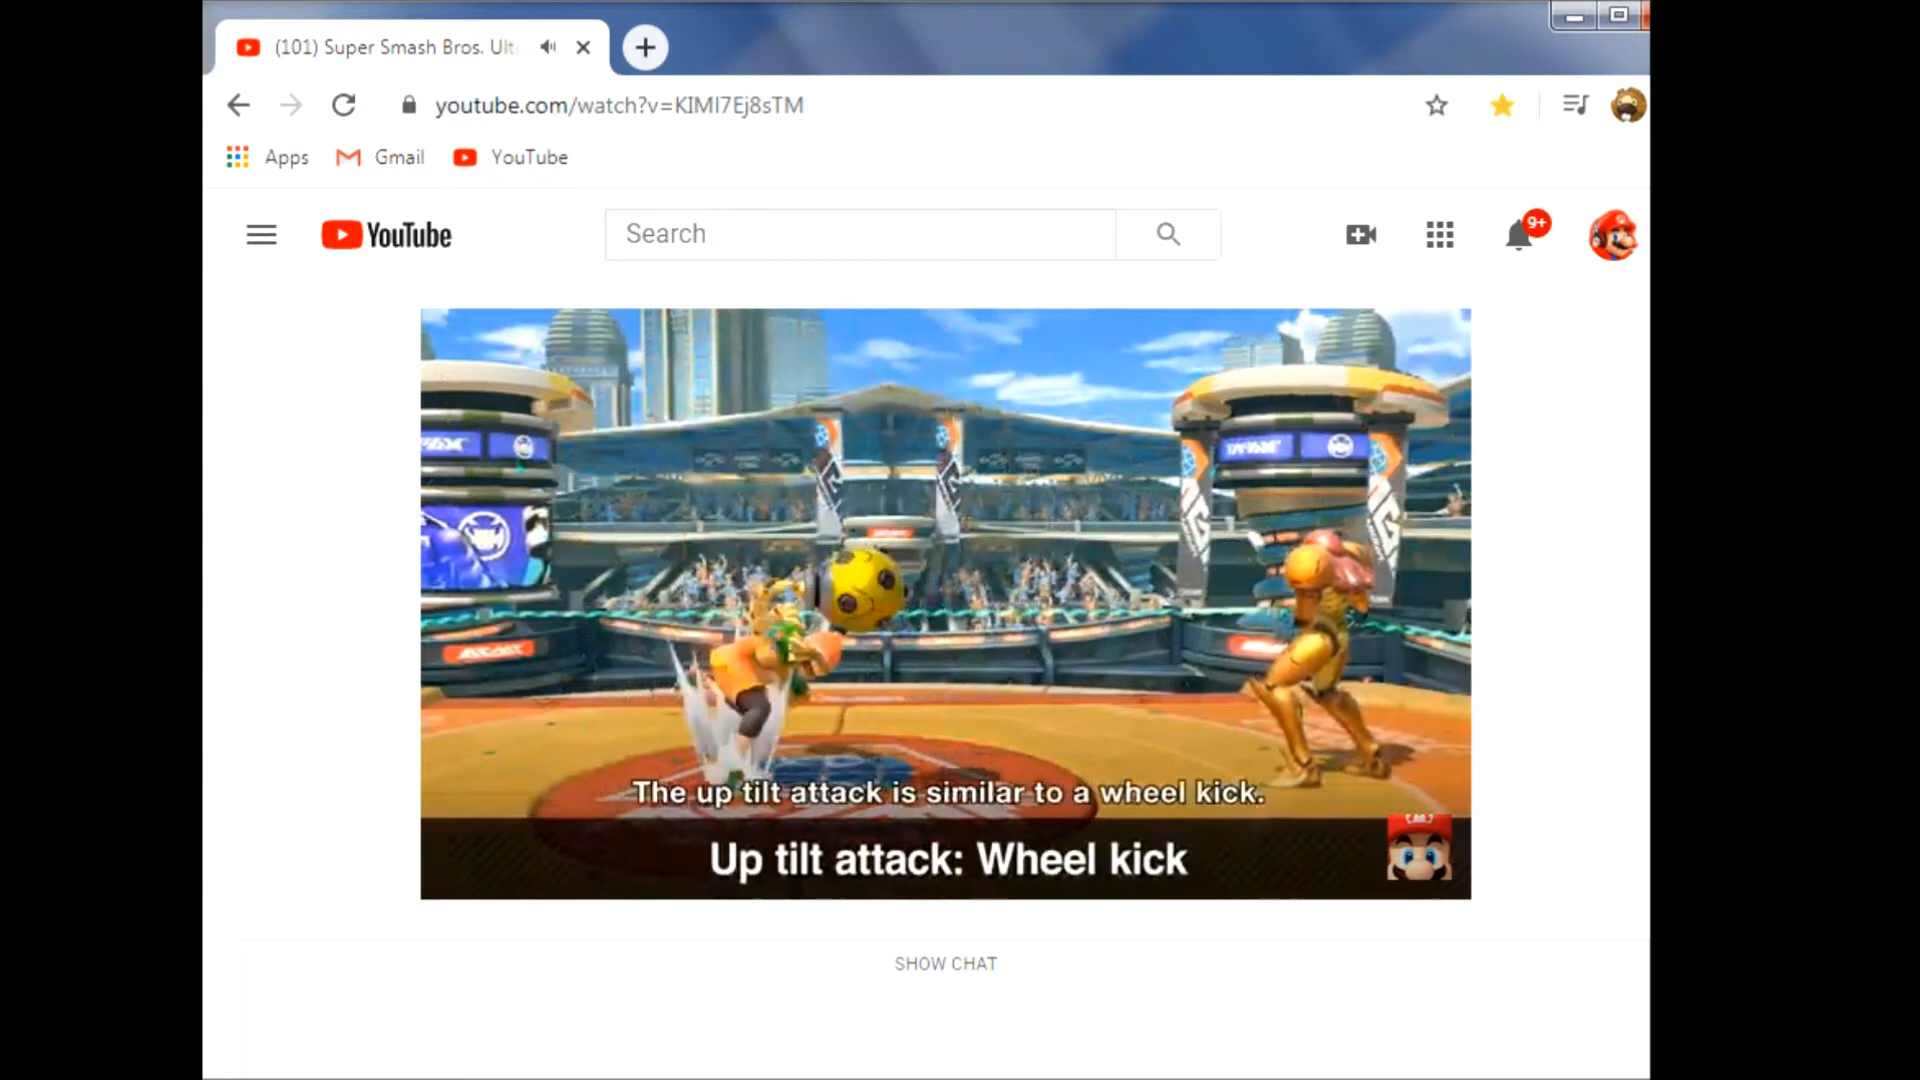 (101) Super Smash Bros. Ult
youtube.com/watch?v=KIMI7Ej8sTM
Apps
Gmail
YouTube
YouTube
Search
9+
The up tilt attack is similar to a wheel kick.
Up tilt attack: Wheel kick
SHOW CHAT